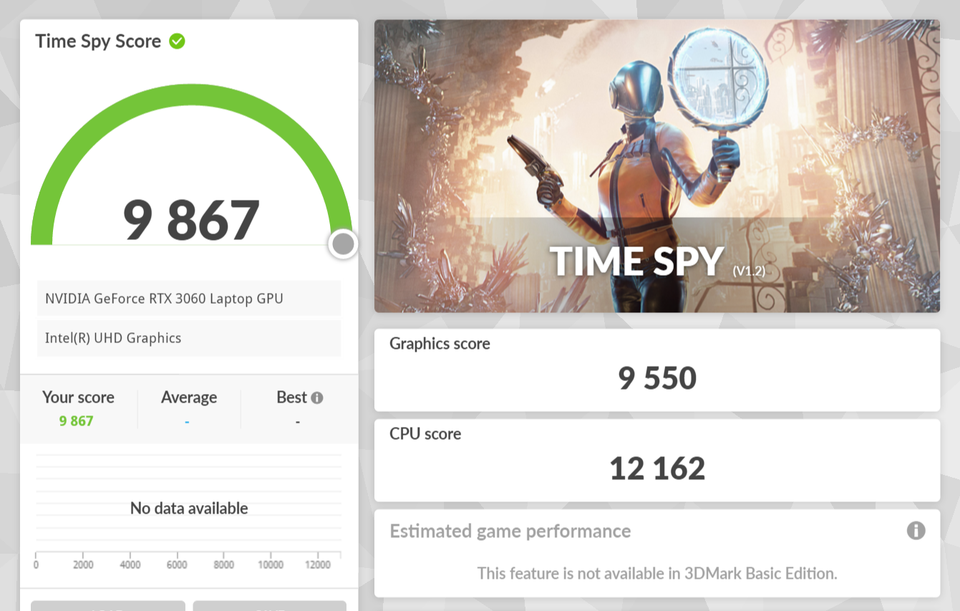 Time Spy Score
9 867
NVIDIA GeForce RTX 3060 Laptop GPU
Intel(R) UHD Graphics
Your score Average Best
9 867 - -
No data available
0 2000 4000 6000 8000 10000 12000
TIME SPY (V1.2)
Graphics score
9 550
CPU score
12 162
Estimated game performance
This feature is not available in 3DMark Basic Edition.